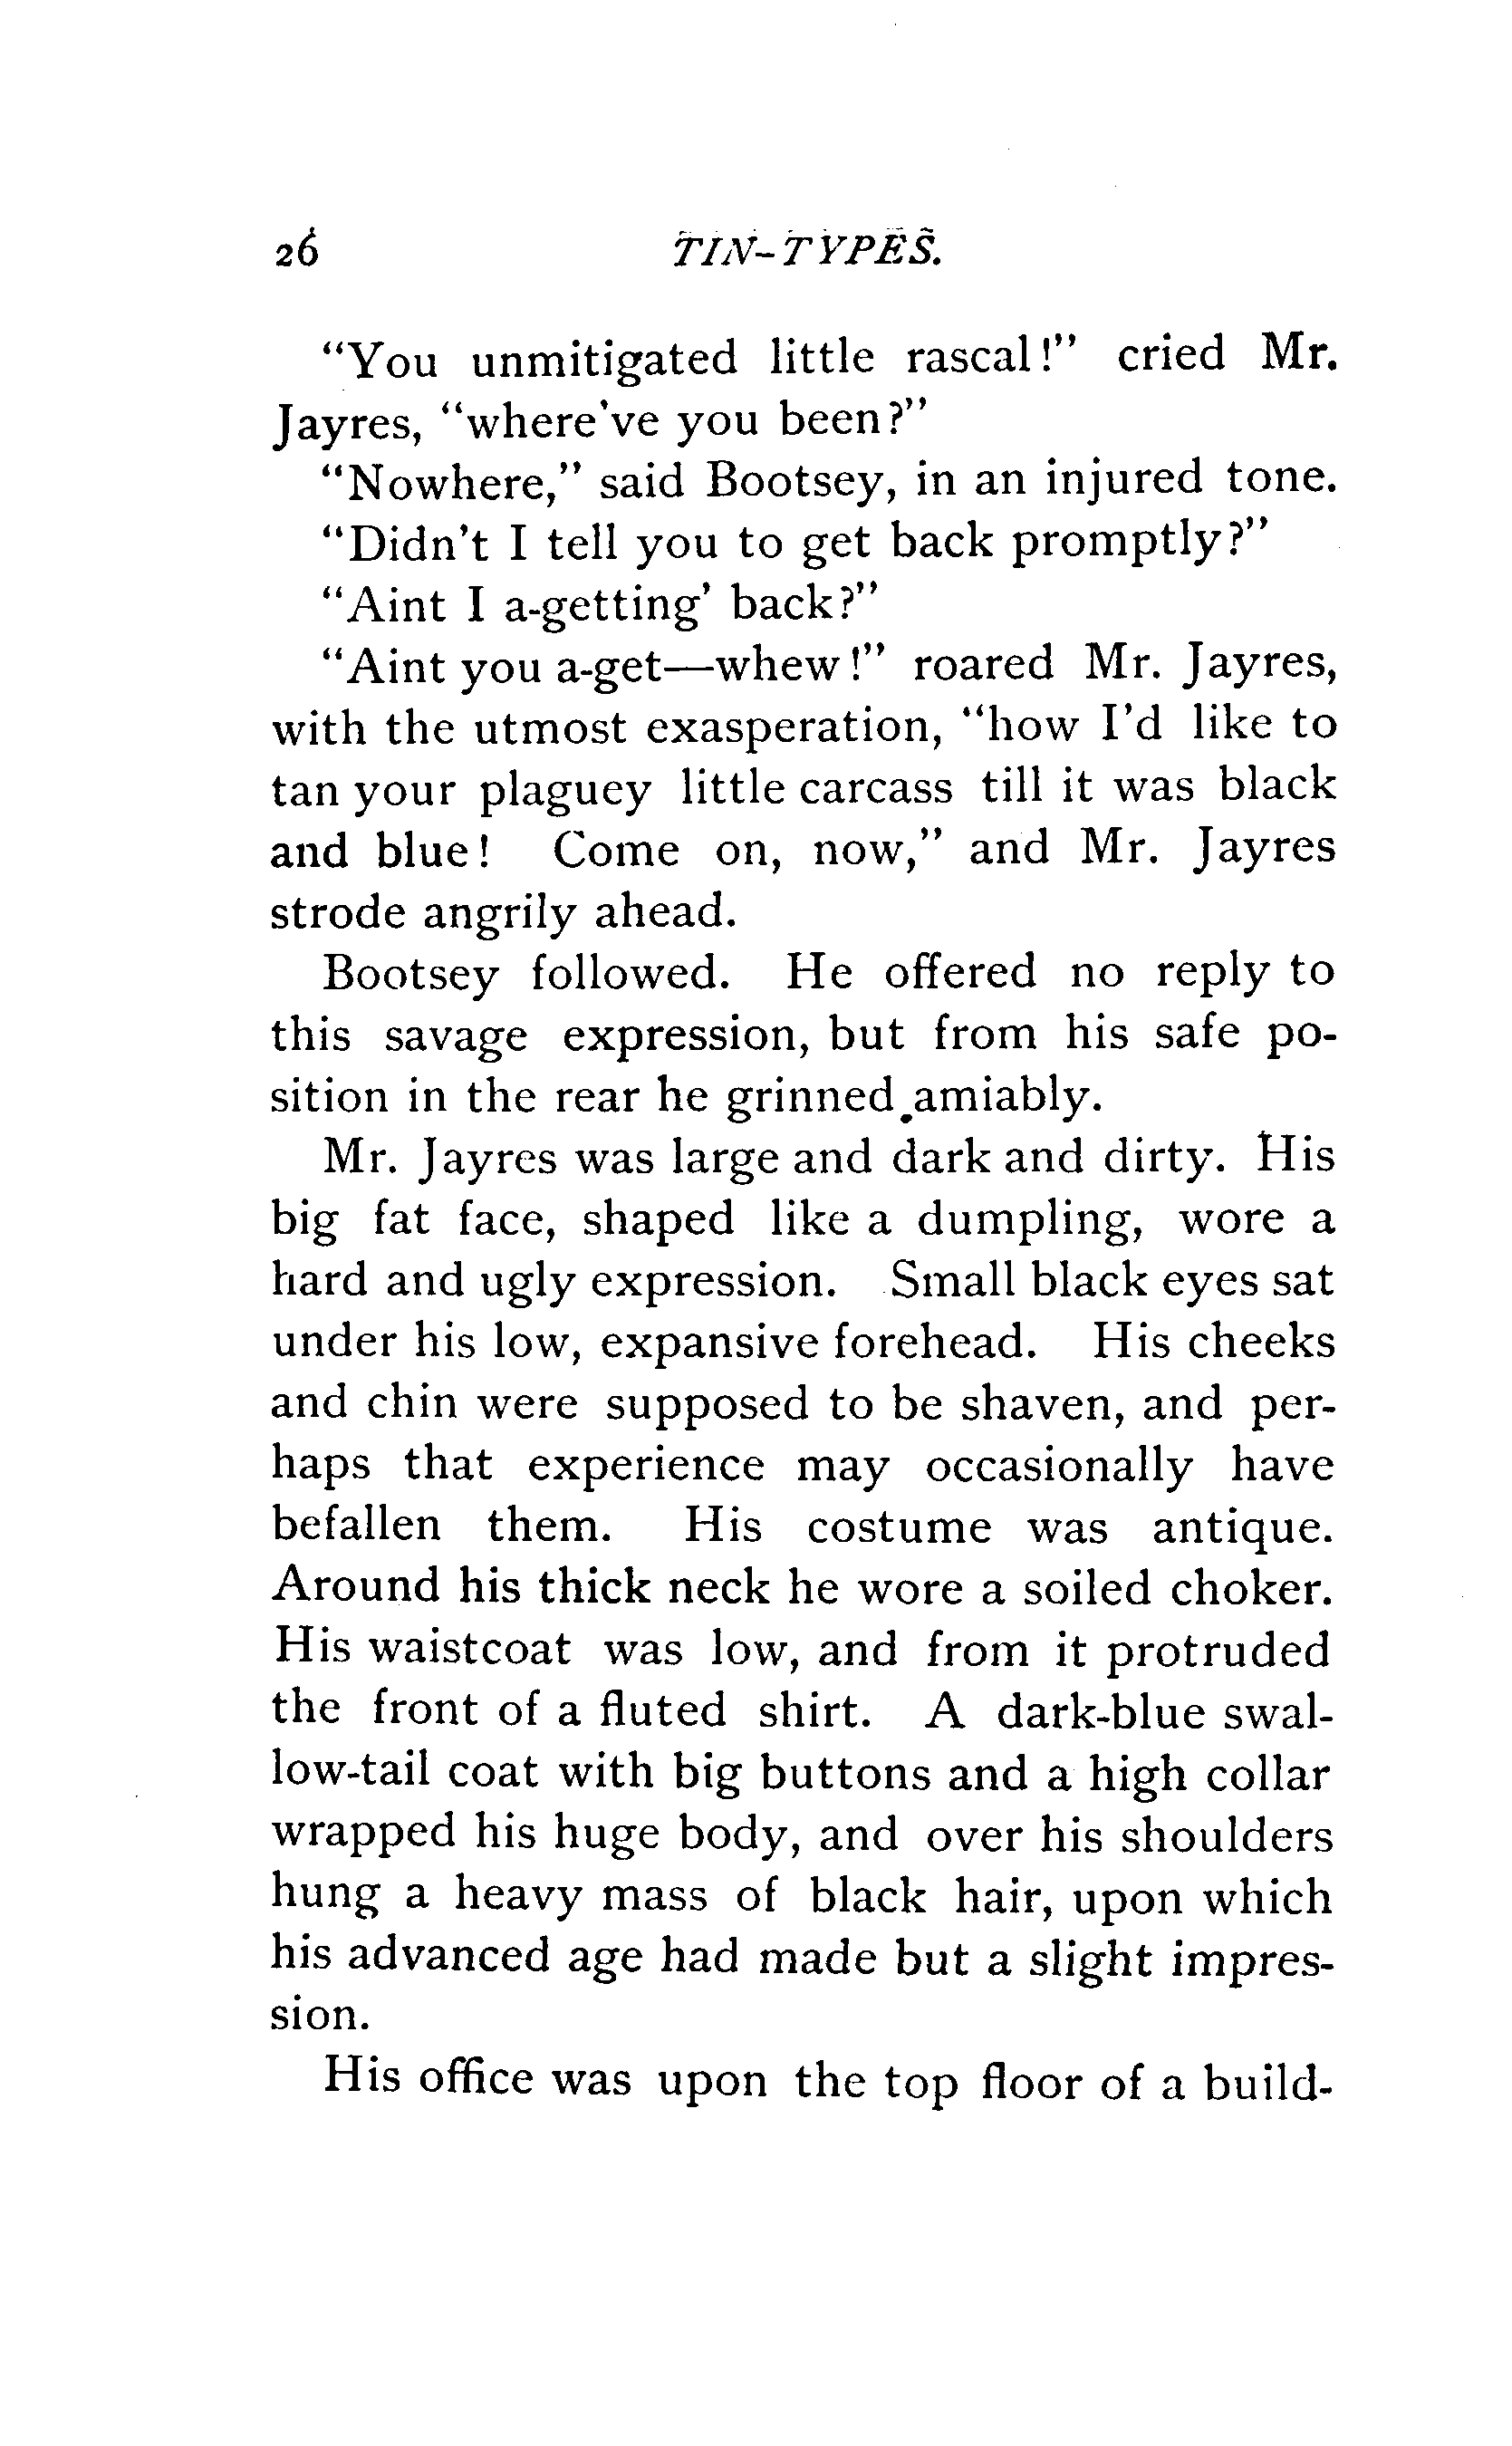 26 TIN-TYPES.
"You unmitigated little rascal!" cried Mr.
Jayres, "where've you been?"
"Nowhere," said Bootsey, in an injured tone.
"Didn't I tell you to get back promptly?"
"Aint I a-getting' back?"
"Aint you a-get—whew!" roared Mr. Jayres,
with the utmost exasperation, "how I'd like to
tan your plaguey little carcass till it was black
and blue! Come on, now," and Mr. Jayres
strode angrily ahead.
Bootsey followed. He offered no reply to
this savage expression, but from his safe po-
sition in the rear he grinned amiably.
Mr. Jayres was large and dark and dirty. His
big fat face, shaped like a dumpling, wore a
hard and ugly expression. Small black eyes sat
under his low, expansive forehead. His cheeks
and chin were supposed to be shaven, and per-
haps that experience may occasionally have
befallen them. His costume was antique.
Around his thick neck he wore a soiled choker.
His waistcoat was low, and from it protruded
the front of a fluted shirt. A dark-blue swal-
low-tail coat with big buttons and a high collar
wrapped his huge body, and over his shoulders
hung a heavy mass of black hair, upon which
his advanced age had made but a slight impres-
sion.
His office was upon the top floor of a build-